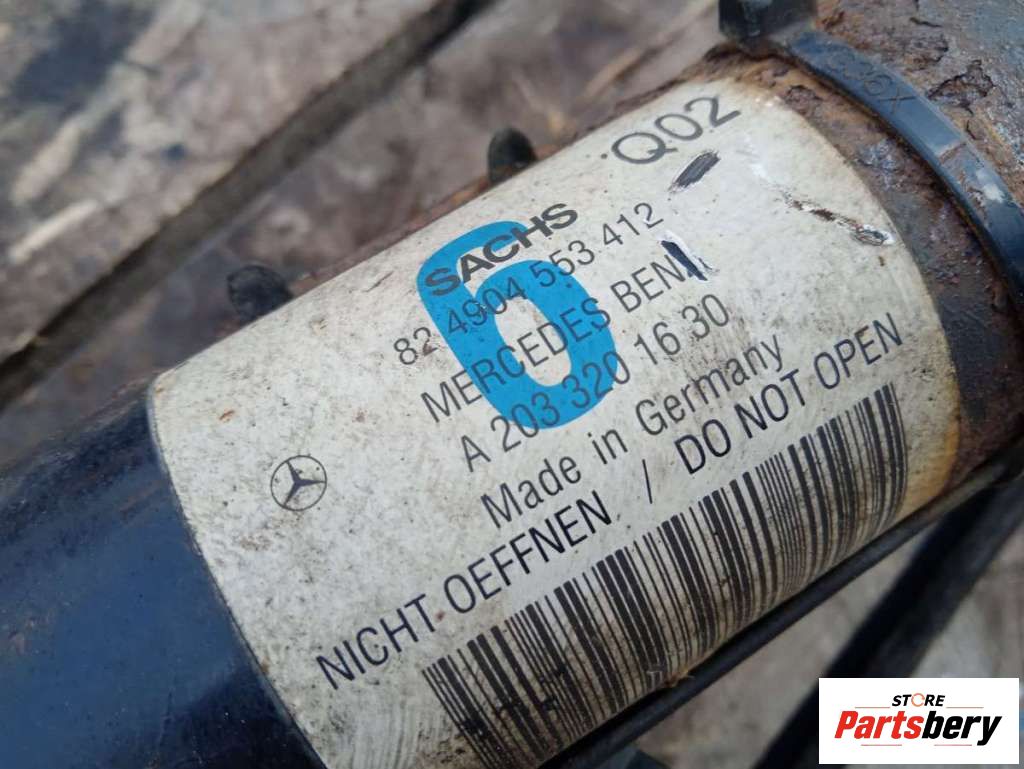 Q02
SACHS
6
82 4904 553 412
MERCEDES BENZ
A 203 320 16 30
Made in Germany
NICHT OEFFNEN / DO NOT OPEN
STORE
Partsbery